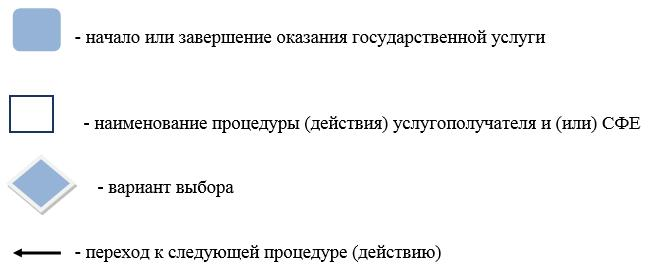 - начало или завершение оказания государственной услуги
- наименование процедуры (действия) услугополучателя и (или) СФЕ
- вариант выбора
- переход к следующей процедуре (действию)